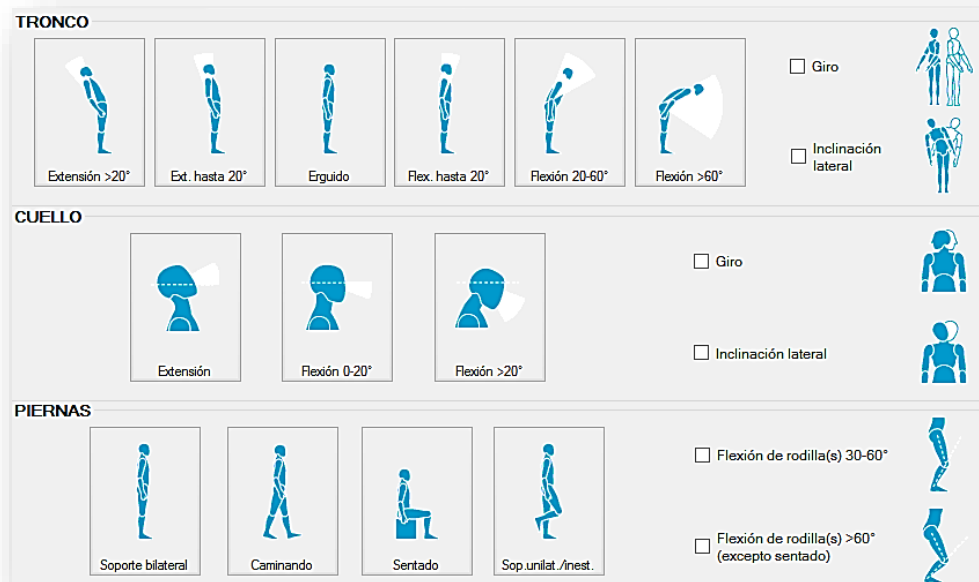 TRONCO
Extensión >20°
Ext. hasta 20°
Erguido
Flex. hasta 20°
Flexión 20-60°
Flexión >60°
Giro
Inclinación
lateral
CUELLO
Extensión
Flexión 0-20°
Flexión >20°
Giro
Inclinación lateral
PIERNAS
Soporte bilateral
Caminando
Sentado
Sop.unilat./inest.
Flexión de rodilla(s) 30-60°
Flexión de rodilla(s) >60°
(excepto sentado)